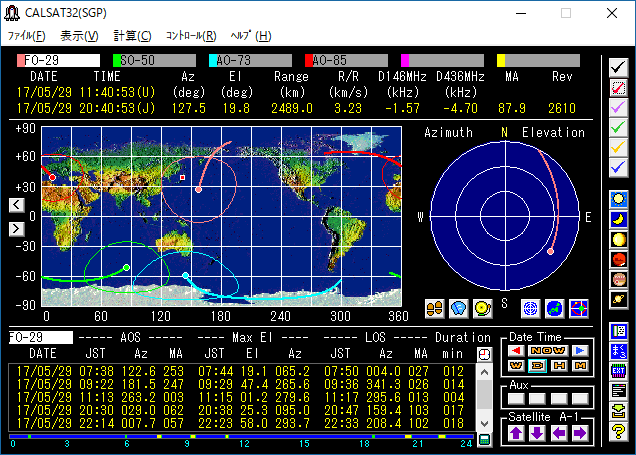 CALSAT32(SGP)
ファイル(F) 表示(V) 計算(C) コントロール(R) ヘルプ(H)
FO-29 SO-50 AO-73 AO-85
DATE TIME Az El Range R/R D146MHz D436MHz MA Rev
17/05/29 11:40:53(U) (deg) (deg) (km) (km/s) (kHz) (kHz)
17/05/29 20:40:53(J) 127.5 19.8 2489.0 3.23 -1.57 -4.70 87.9 2610
+90
+60
+30
0
-30
-60
-90
0 60 120 180 240 300 360
< >
Azimuth N Elevation
W E
S
FO-29 ----- AOS ----- Max El ----- LOS ----- Duration
DATE JST Az MA JST El Az JST Az MA min
17/05/29 07:38 122.6 253 07:44 19.1 065.2 07:50 004.0 027 012
17/05/29 09:22 181.5 247 09:29 47.4 265.6 09:36 341.3 026 014
17/05/29 11:13 263.2 003 11:15 01.2 279.6 11:17 295.6 013 004
17/05/29 20:30 029.0 062 20:38 25.3 095.0 20:47 159.4 103 017
17/05/29 22:14 007.7 057 22:23 58.0 293.7 22:33 208.4 102 018
0 3 6 9 12 15 18 21 24
Date Time
NOW
W D H M
Aux
Satellite A-1
まぐろ
EXIT